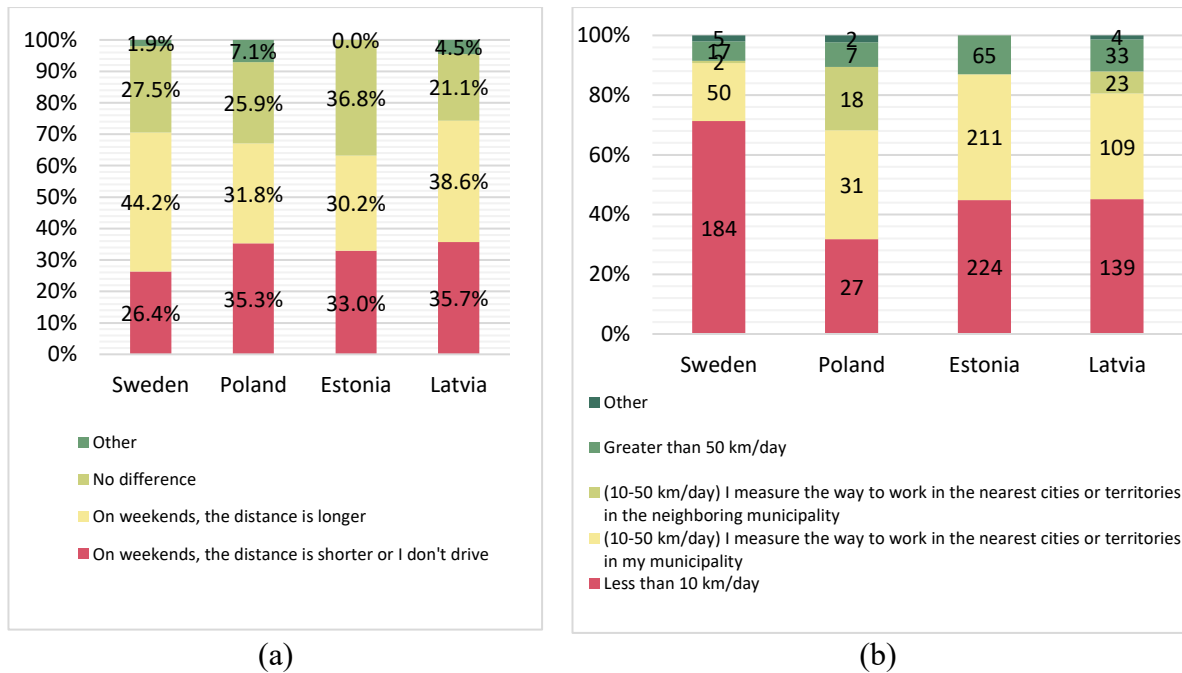 100%
90%
80%
70%
60%
50%
40%
30%
20%
10%
0%
1.9%
7.1%
0.0%
4.5%
27.5%
25.9%
36.8%
21.1%
44.2%
31.8%
30.2%
38.6%
26.4%
35.3%
33.0%
35.7%
Sweden
Poland
Estonia
Latvia
Other
No difference
On weekends, the distance is longer
On weekends, the distance is shorter or I don't drive
(a)
100%
80%
60%
40%
20%
0%
5
2
4
17
7
65
33
2
18
23
50
31
211
109
184
27
224
139
Sweden
Poland
Estonia
Latvia
Other
Greater than 50 km/day
(10-50 km/day) I measure the way to work in the nearest cities or territories
in the neighboring municipality
(10-50 km/day) I measure the way to work in the nearest cities or territories
in my municipality
Less than 10 km/day
(b)